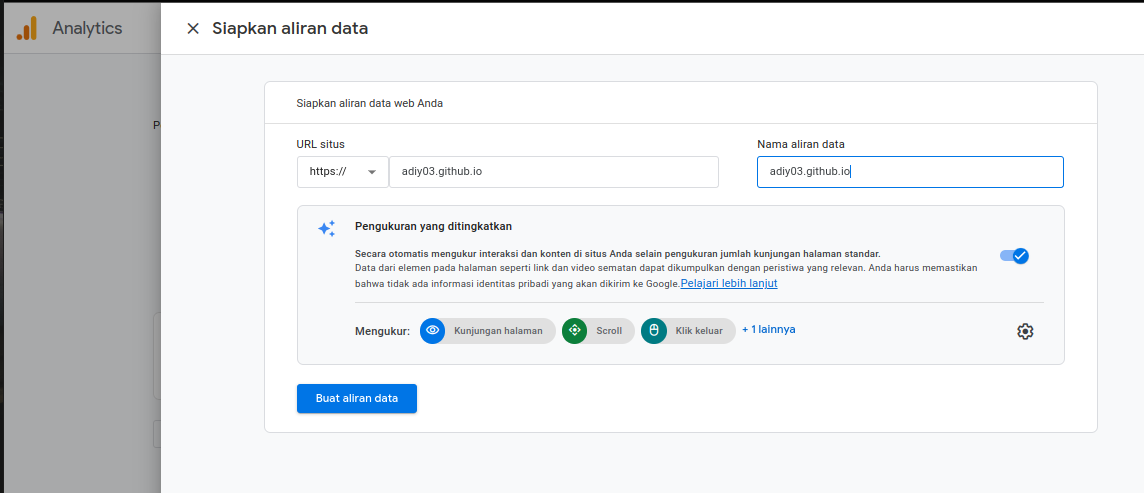 Analytics
Siapkan aliran data
Siapkan aliran data web Anda
URL situs
Nama aliran data
https://
adiy03.github.io
adiy03.github.io
Pengukuran yang ditingkatkan
Secara otomatis mengukur interaksi dan konten di situs Anda selain pengukuran jumlah kunjungan halaman standar.
Data dari elemen pada halaman seperti link dan video sematan dapat dikumpulkan dengan peristiwa yang relevan. Anda harus memastikan
bahwa tidak ada informasi identitas pribadi yang akan dikirim ke Google.Pelajari lebih lanjut
Mengukur:
Kunjungan halaman
Scroll
Klik keluar
+ 1 lainnya
Buat aliran data